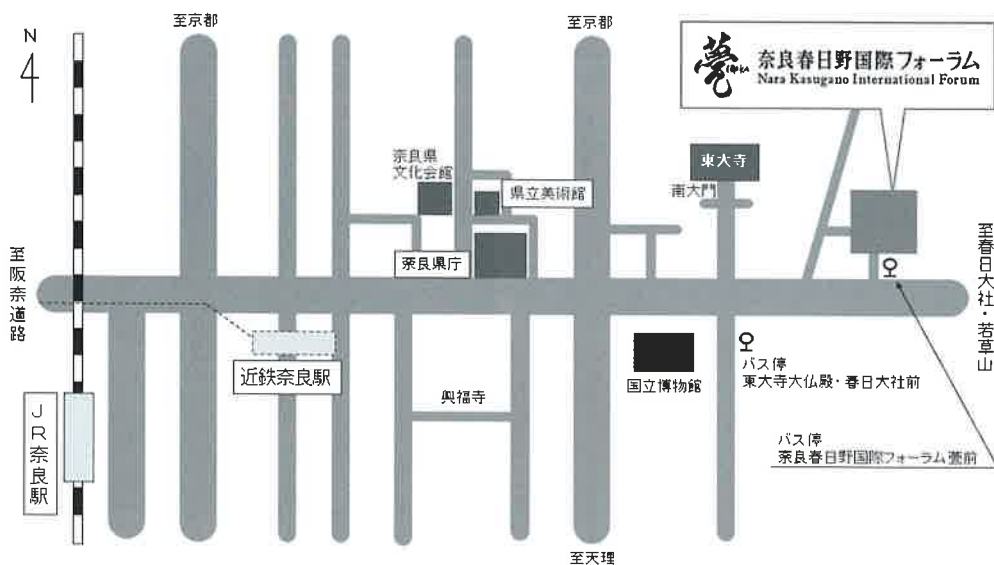 至京都
至京都
N
甍
IRAKA
奈良春日野国際フォーラム
Nara Kasugano International Forum
奈良県
文化会館
県立美術館
東大寺
南大門
奈良県庁
至阪奈道路
至春日大社・若草山
近鉄奈良駅
国立博物館
バス停
東大寺大仏殿・春日大社前
興福寺
JR奈良駅
バス停
奈良春日野国際フォーラム甍前
至天理